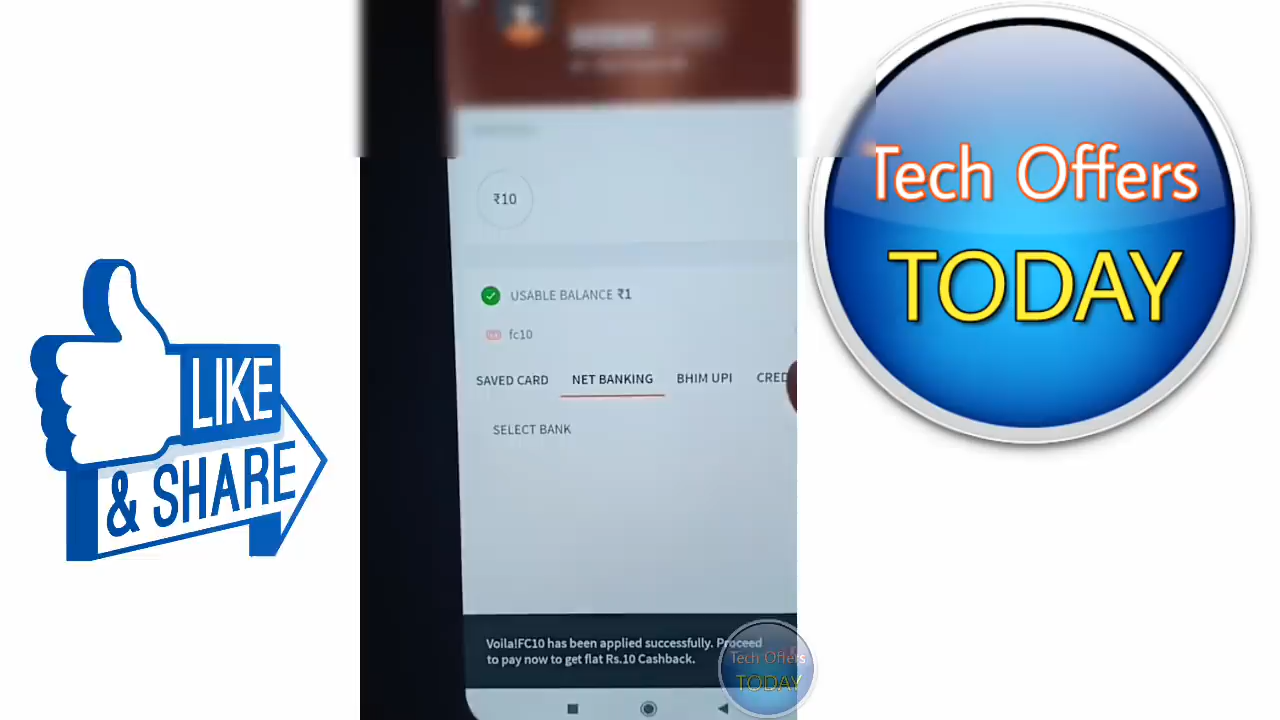 Tech Offers
TODAY
₹10
USABLE BALANCE ₹1
fc10
SAVED CARD NET BANKING BHIM UPI CRED
SELECT BANK
LIKE
& SHARE
Voila!FC10 has been applied successfully. Proceed
to pay now to get flat Rs.10 Cashback.
Tech Offers
TODAY